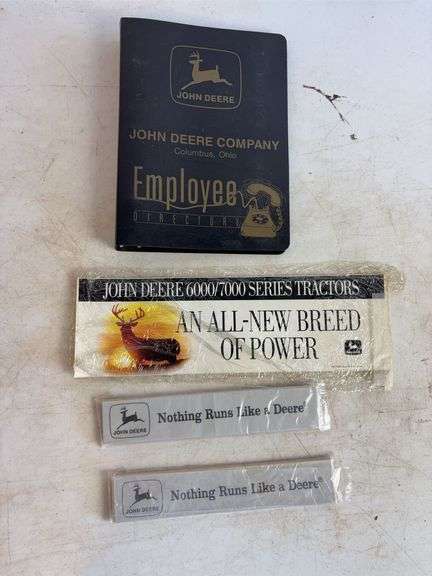 JOHN DEERE
JOHN DEERE COMPANY
Columbus, Ohio
Employee
DIRECTORY
JOHN DEERE 6000/7000 SERIES TRACTORS
AN ALL-NEW BREED
OF POWER
JOHN DEERE
Nothing Runs Like a Deere®
JOHN DEERE
Nothing Runs Like a Deere®